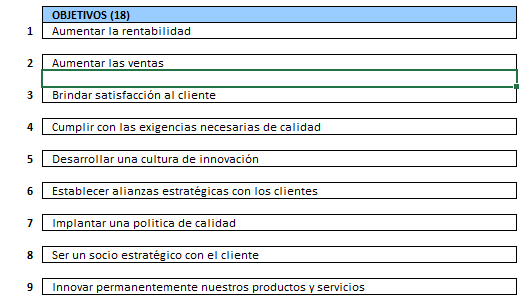 OBJETIVOS (18)
1 Aumentar la rentabilidad
2 Aumentar las ventas
3 Brindar satisfacción al cliente
4 Cumplir con las exigencias necesarias de calidad
5 Desarrollar una cultura de innovación
6 Establecer alianzas estratégicas con los clientes
7 Implantar una politica de calidad
8 Ser un socio estratégico con el cliente
9 Innovar permanentemente nuestros productos y servicios